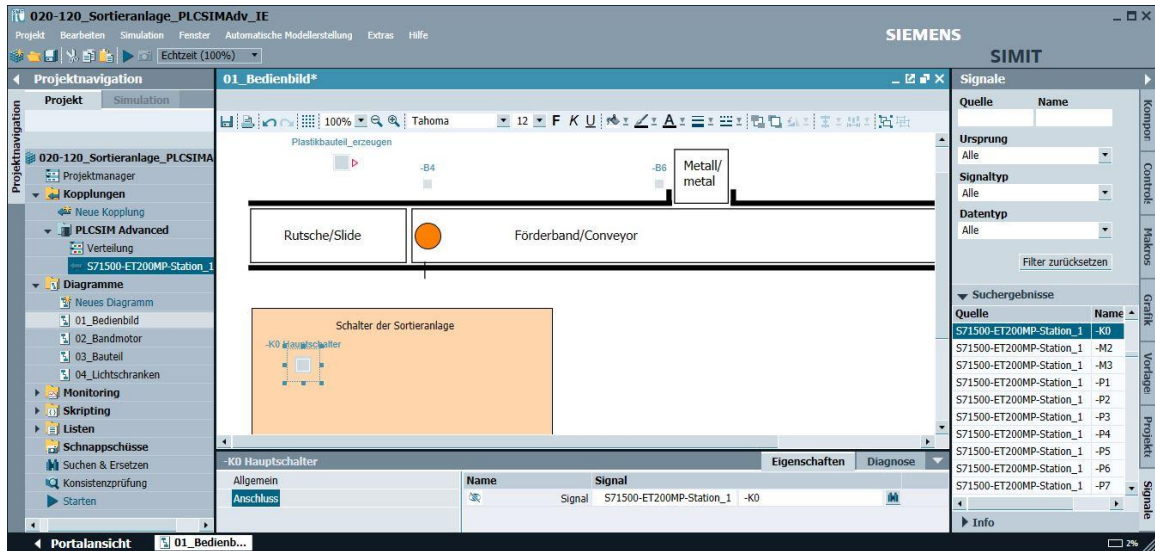 020-120_Sortieranlage_PLCSIMAdv_IE
Projekt Bearbeiten Simulation Fenster Automatische Modellerstellung Extras Hilfe
SIEMENS
SIMIT
Echtzeit (100%)
Projektnavigation
Projekt Simulation
Projektnavigation
020-120_Sortieranlage_PLCSIMA
Projektmanager
Kopplungen
Neue Kopplung
PLCSIM Advanced
Verteilung
S71500-ET200MP-Station_1
Diagramme
Neues Diagramm
01_Bedienbild
02_Bandmotor
03_Bauteil
04_Lichtschranken
Monitoring
Skripting
Listen
Schnappschüsse
Suchen & Ersetzen
Konsistenzprüfung
Starten
01_Bedienbild*
100% Tahoma 12 F K U
Plastikbauteil_erzeugen
-B4
-B6
Metall/
metal
Rutsche/Slide
Förderband/Conveyor
Schalter der Sortieranlage
-K0 Hauptschalter
-K0 Hauptschalter
Eigenschaften Diagnose
Allgemein
Anschluss
Name Signal
Signal S71500-ET200MP-Station_1 -K0
Signale
Quelle Name
Ursprung
Alle
Signaltyp
Alle
Datentyp
Alle
Filter zurücksetzen
Suchergebnisse
Quelle Name
S71500-ET200MP-Station_1 -K0
S71500-ET200MP-Station_1 -M2
S71500-ET200MP-Station_1 -M3
S71500-ET200MP-Station_1 -P1
S71500-ET200MP-Station_1 -P2
S71500-ET200MP-Station_1 -P3
S71500-ET200MP-Station_1 -P4
S71500-ET200MP-Station_1 -P5
S71500-ET200MP-Station_1 -P6
S71500-ET200MP-Station_1 -P7
Info
Kompon
Controls
Makros
Grafik
Vorlage
Projekt
Signale
Portalansicht
01_Bedienb...
2%